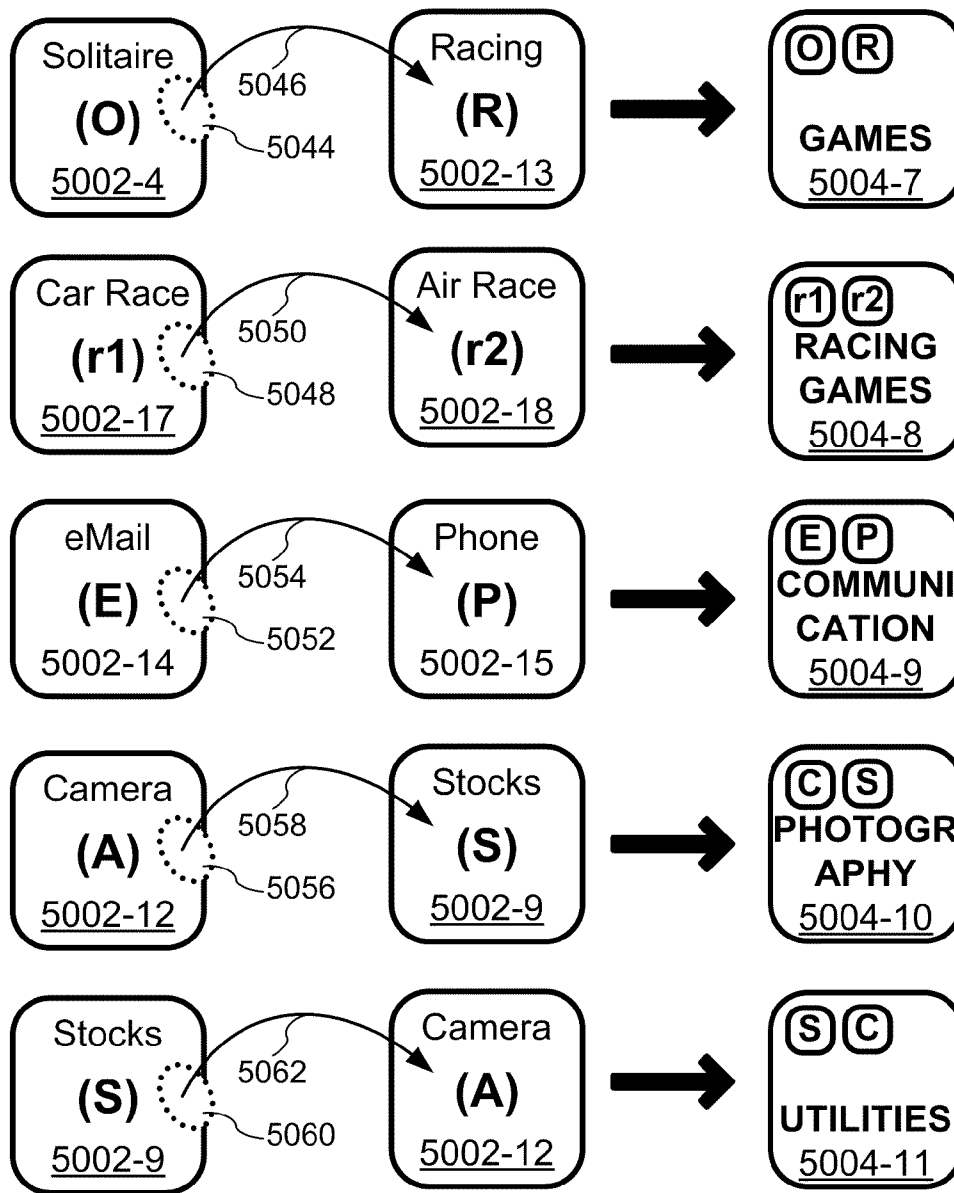 Solitaire
(O)
5002-4
5046
5044
Racing
(R)
5002-13
O R
GAMES
5004-7
Car Race
(r1)
5002-17
5050
5048
Air Race
(r2)
5002-18
r1 r2
RACING
GAMES
5004-8
eMail
(E)
5002-14
5054
5052
Phone
(P)
5002-15
E P
COMMUNI
CATION
5004-9
Camera
(A)
5002-12
5058
5056
Stocks
(S)
5002-9
C S
PHOTOGR
APHY
5004-10
Stocks
(S)
5002-9
5062
5060
Camera
(A)
5002-12
S C
UTILITIES
5004-11